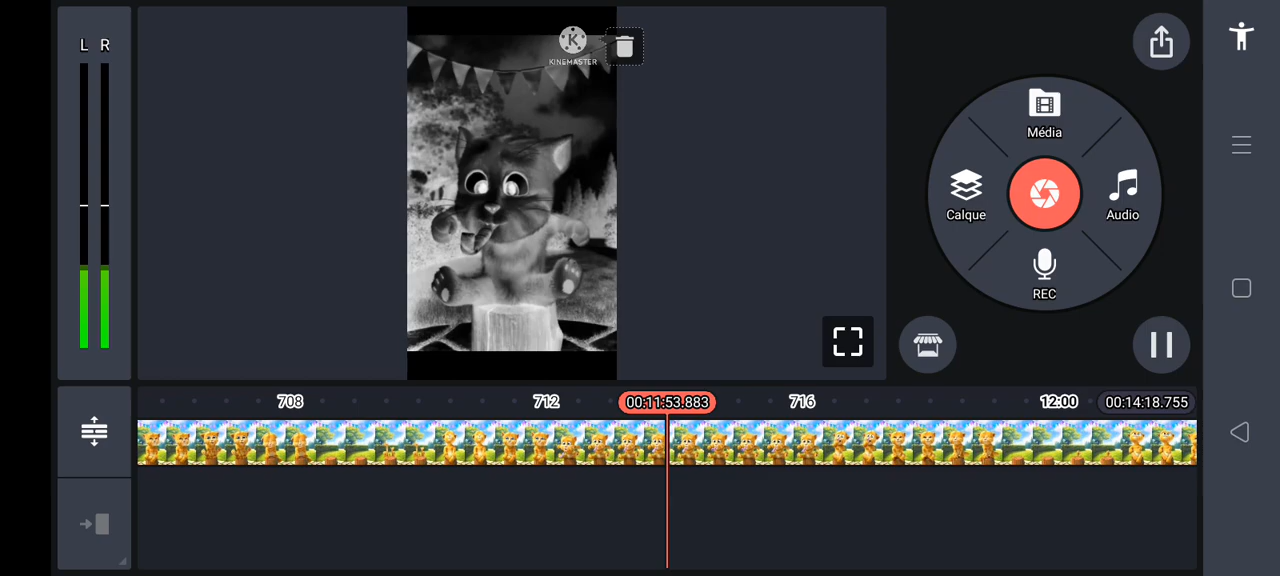 L R
KINEMASTER
Média
Calque
Audio
REC
708
712
00:11:53.883
716
12:00
00:14:18.755